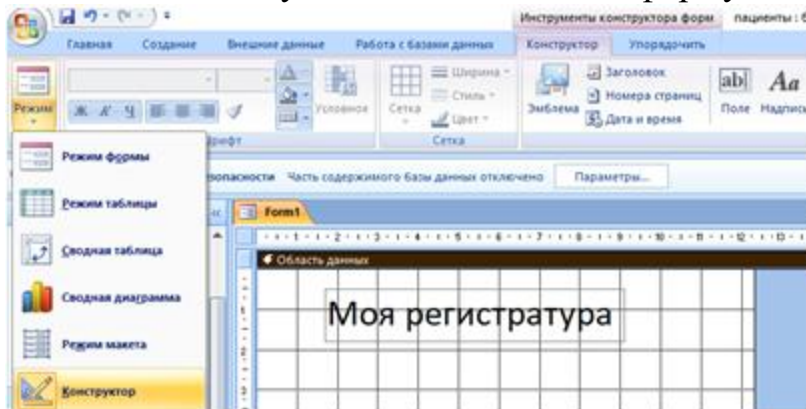 Инструменты конструктора форм пациенты : б
Главная Создание Внешние данные Работа с базами данных Конструктор Упорядочить
Режим
Ж К Ч
Условное
Сетка
Ширина
Стиль
Цвет
Эмблема
Заголовок
Номера страниц
Дата и время
ab|
Поле
Aa
Надпись
Сетка
Режим формы
Режим таблицы
Сводная таблица
Сводная диаграмма
Режим макета
Конструктор
Часть содержимого базы данных отключено Параметры...
Form1
Область данных
Моя регистратура